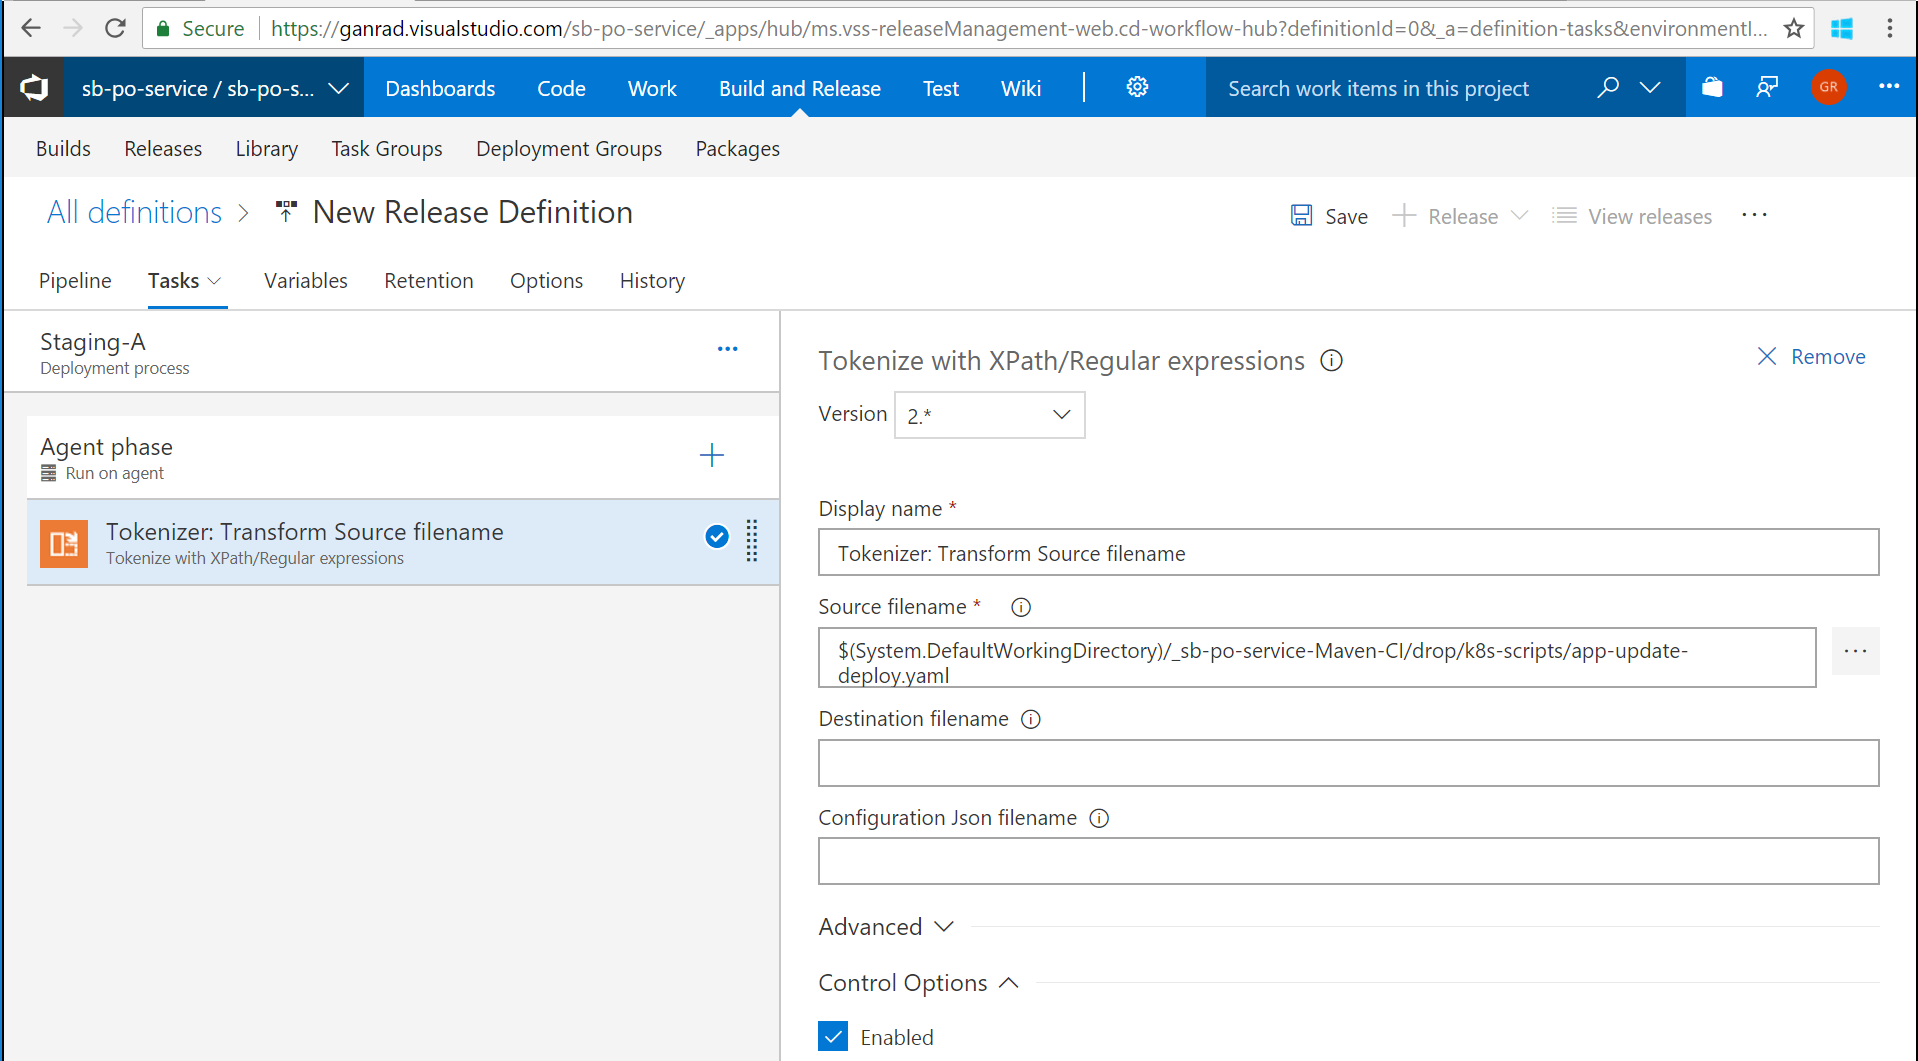 Secure
https://ganrad.visualstudio.com/sb-po-service/_apps/hub/ms.vss-releaseManagement-web.cd-workflow-hub?definitionId=0&_a=definition-tasks&environmentI...
sb-po-service / sb-po-s...
Dashboards
Code
Work
Build and Release
Test
Wiki
Search work items in this project
GR
Builds
Releases
Library
Task Groups
Deployment Groups
Packages
All definitions
New Release Definition
Save
Release
View releases
Pipeline
Tasks
Variables
Retention
Options
History
Staging-A
Deployment process
Agent phase
Run on agent
Tokenizer: Transform Source filename
Tokenize with XPath/Regular expressions
Tokenize with XPath/Regular expressions
Remove
Version
2.*
Display name *
Tokenizer: Transform Source filename
Source filename *
$(System.DefaultWorkingDirectory)/_sb-po-service-Maven-CI/drop/k8s-scripts/app-update-
deploy.yaml
Destination filename
Configuration Json filename
Advanced
Control Options
Enabled